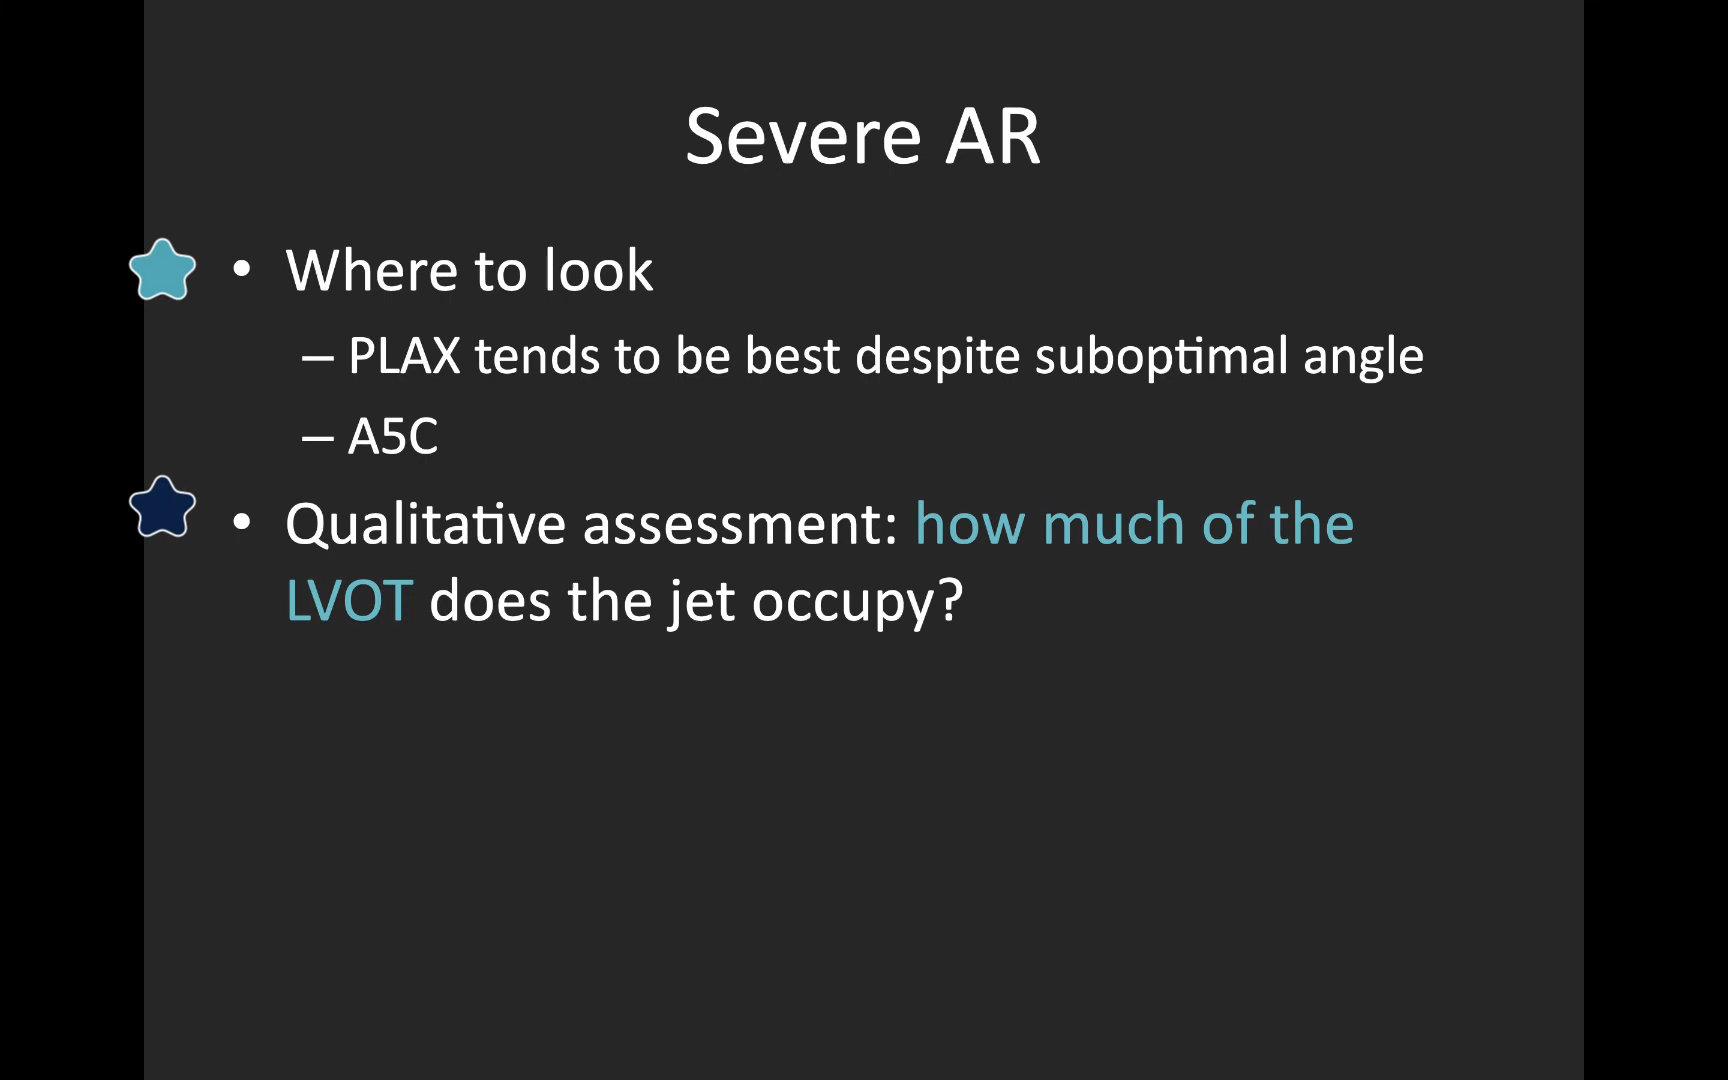 Severe AR
• Where to look
– PLAX tends to be best despite suboptimal angle
– A5C
• Qualitative assessment: how much of the
LVOT does the jet occupy?